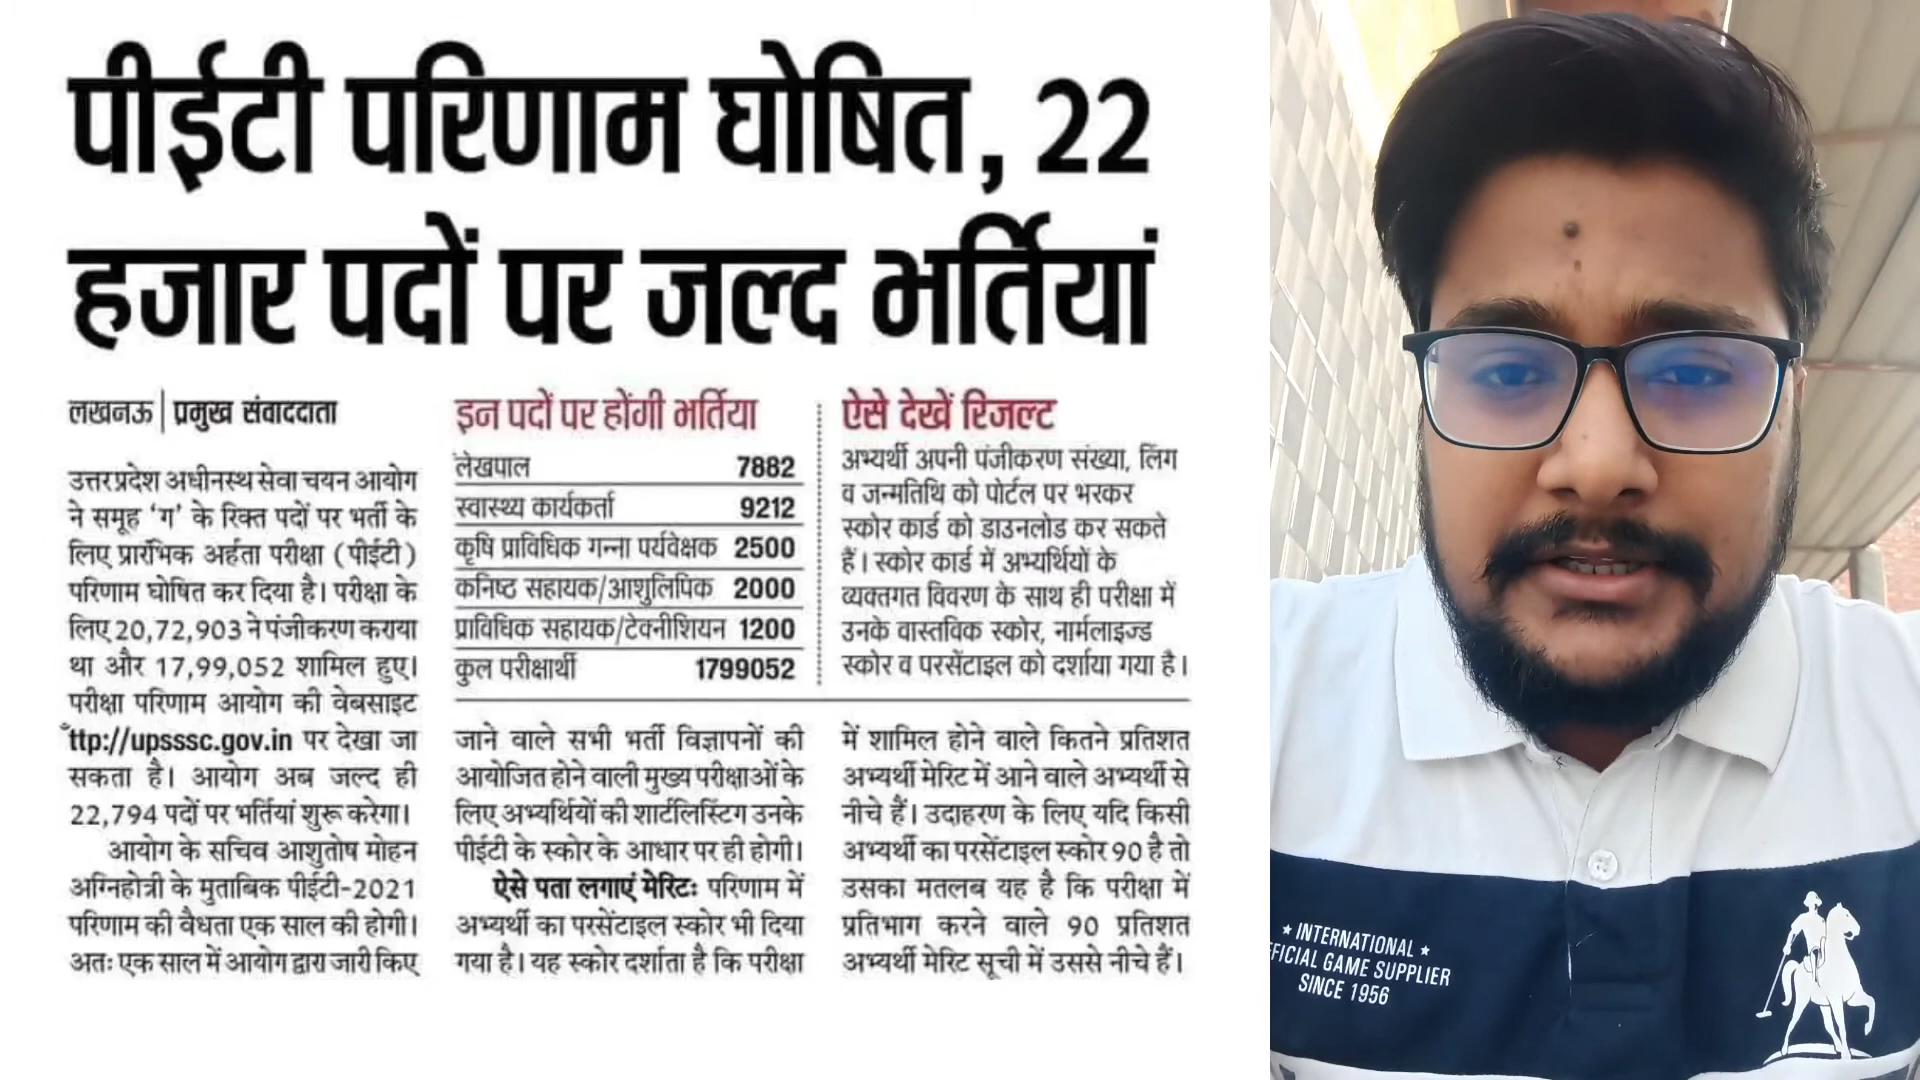 पीईटी परिणाम घोषित, 22
हजार पदों पर जल्द भर्तियां
लखनऊ | प्रमुख संवाददाता
उत्तर प्रदेश अधीनस्थ सेवा चयन आयोग
ने समूह ‘ग’ के रिक्त पदों पर भर्ती के
लिए प्रारंभिक अर्हता परीक्षा (पीईटी)
परिणाम घोषित कर दिया है। परीक्षा के
लिए 20,72,903 ने पंजीकरण कराया
था और 17,99,052 शामिल हुए।
परीक्षा परिणाम आयोग की वेबसाइट
ttp://upsssc.gov.in पर देखा जा
सकता है। आयोग अब जल्द ही
22,794 पदों पर भर्तियां शुरू करेगा।
आयोग के सचिव आशुतोष मोहन
अग्निहोत्री के मुताबिक पीईटी-2021
परिणाम की वैधता एक साल की होगी।
अतः एक साल में आयोग द्वारा जारी किए
इन पदों पर होंगी भर्तिया
लेखपाल 7882
स्वास्थ्य कार्यकर्ता 9212
कृषि प्राविधिक गन्ना पर्यवेक्षक 2500
कनिष्ट सहायक/आशुलिपिक 2000
प्राविधिक सहायक/टेक्नीशियन 1200
कुल परीक्षार्थी 1799052
ऐसे देखें रिजल्ट
अभ्यर्थी अपनी पंजीकरण संख्या, लिंग
व जन्मतिथि को पोर्टल पर भरकर
स्कोर कार्ड को डाउनलोड कर सकते
हैं। स्कोर कार्ड में अभ्यर्थियों के
व्यक्तगत विवरण के साथ ही परीक्षा में
उनके वास्तविक स्कोर, नार्मलाइज्ड
स्कोर व परसेंटाइल को दर्शाया गया है।
जाने वाले सभी भर्ती विज्ञापनों की
आयोजित होने वाली मुख्य परीक्षाओं के
लिए अभ्यर्थियों की शार्टलिस्टिग उनके
पीईटी के स्कोर के आधार पर ही होगी।
ऐसे पता लगाएं मेरिटः परिणाम में
अभ्यर्थी का परसेंटाइल स्कोर भी दिया
गया है। यह स्कोर दर्शाता है कि परीक्षा
में शामिल होने वाले कितने प्रतिशत
अभ्यर्थी मेरिट में आने वाले अभ्यर्थी से
नीचे हैं। उदाहरण के लिए यदि किसी
अभ्यर्थी का परसेंटाइल स्कोर 90 है तो
उसका मतलब यह है कि परीक्षा में
प्रतिभाग करने वाले 90 प्रतिशत
अभ्यर्थी मेरिट सूची में उससे नीचे हैं।
★ INTERNATIONAL ★
FFICIAL GAME SUPPLIER
SINCE 1956